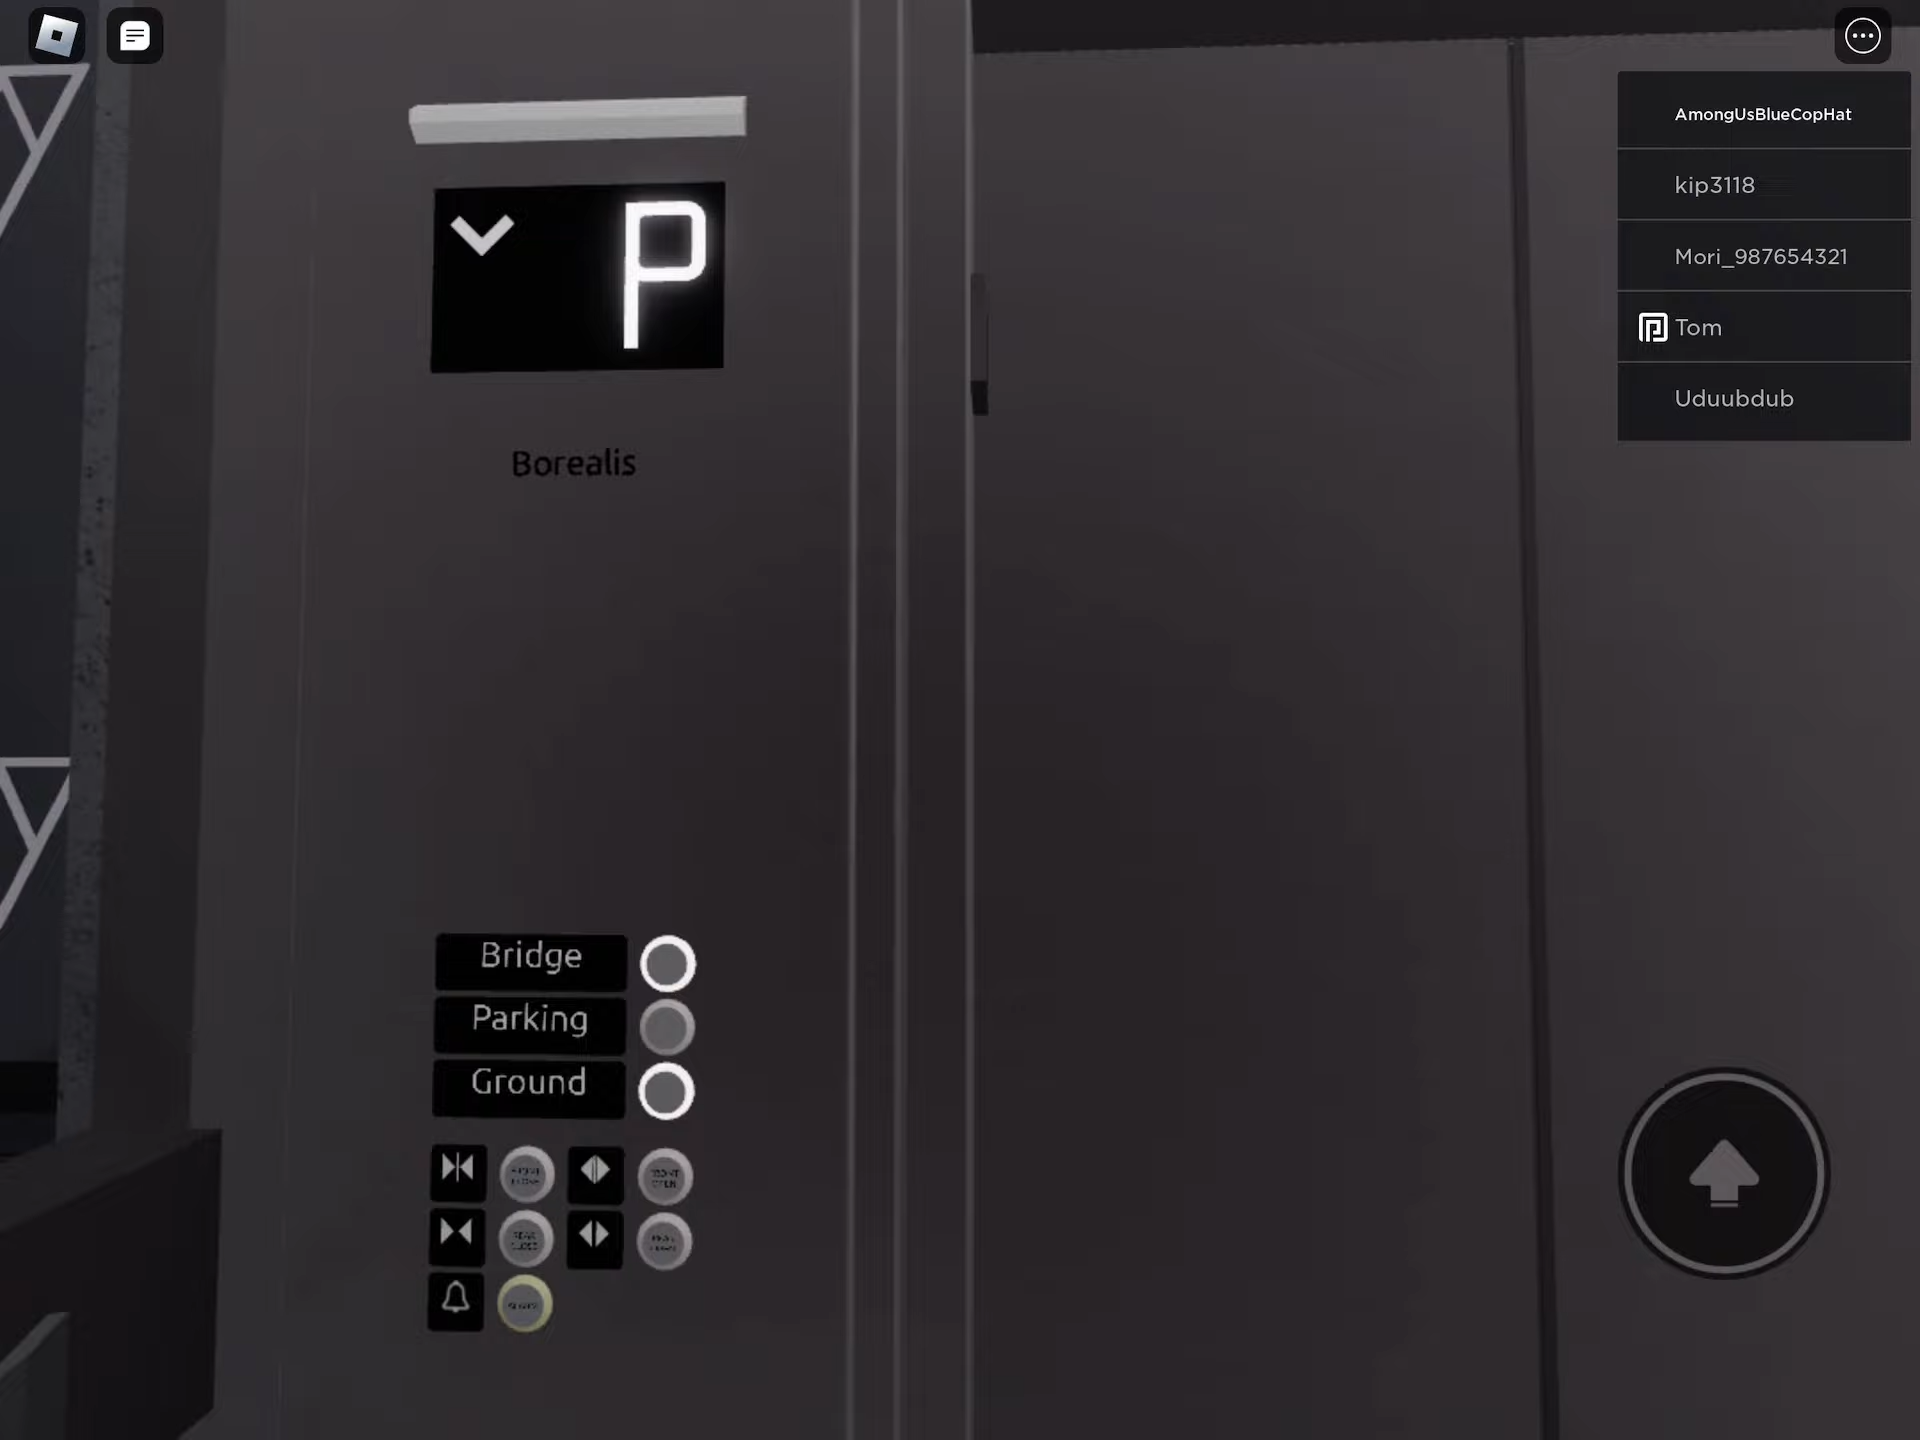 AmongUsBlueCopHat
kip3118
Mori_987654321
Tom
Uduubdub
P
Borealis
Bridge
Parking
Ground